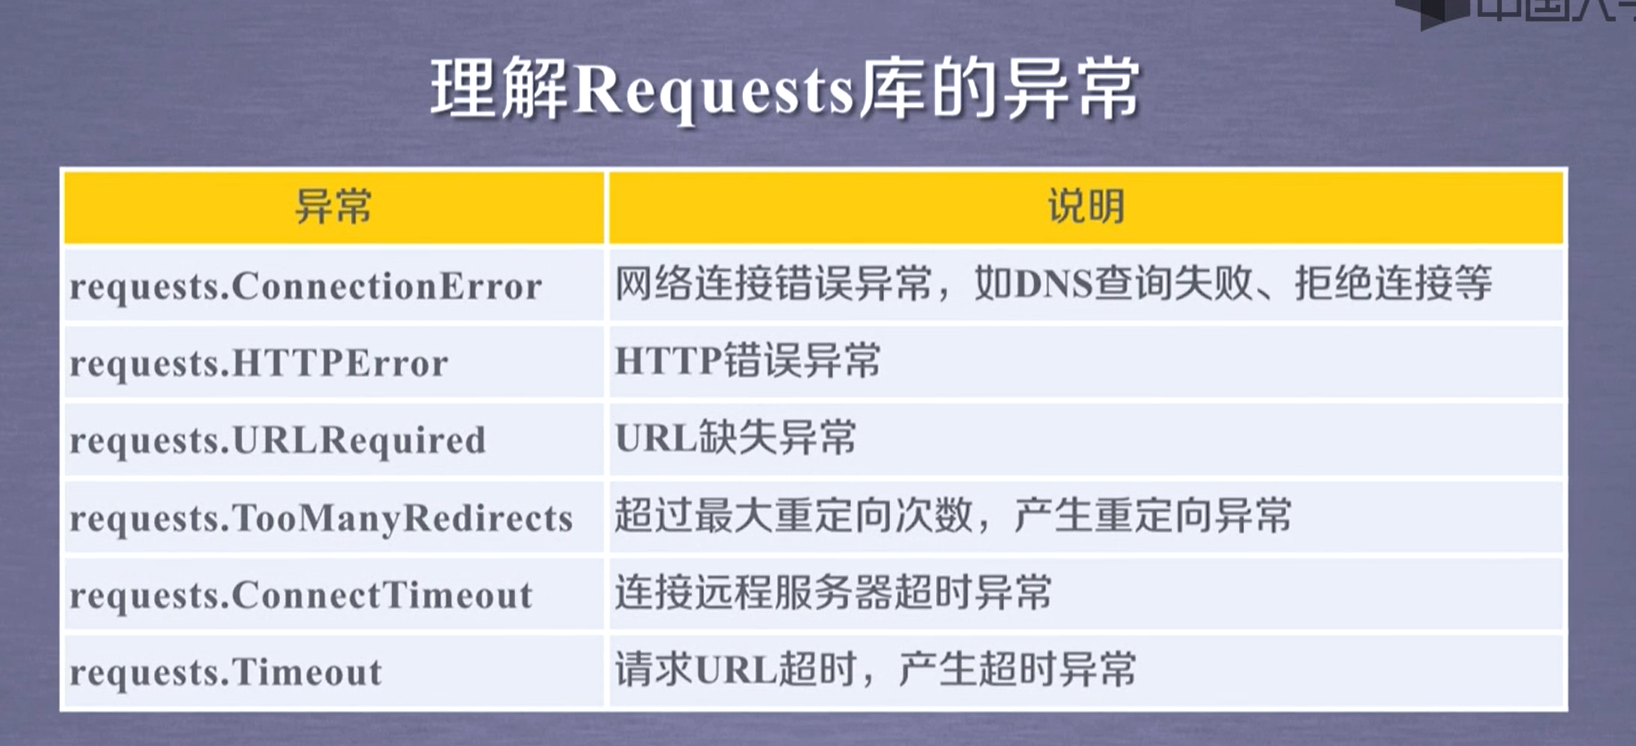 中国大学
理解Requests库的异常
异常 说明
requests.ConnectionError 网络连接错误异常，如DNS查询失败、拒绝连接等
requests.HTTPError HTTP错误异常
requests.URLRequired URL缺失异常
requests.TooManyRedirects 超过最大重定向次数，产生重定向异常
requests.ConnectTimeout 连接远程服务器超时异常
requests.Timeout 请求URL超时，产生超时异常